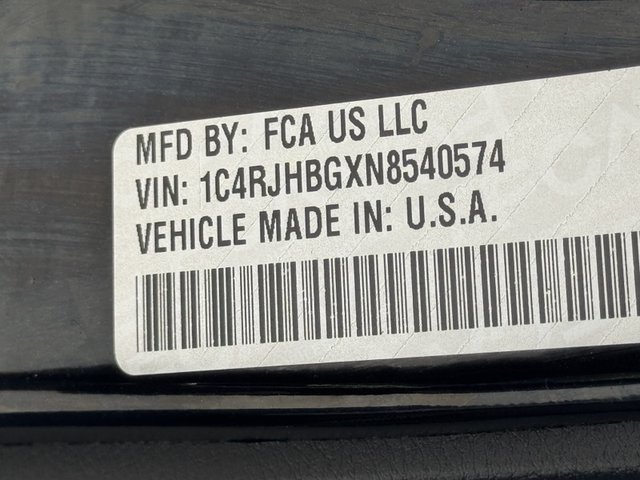 MFD BY: FCA US LLC
VIN: 1C4RJHBGXN8540574
VEHICLE MADE IN: U.S.A.